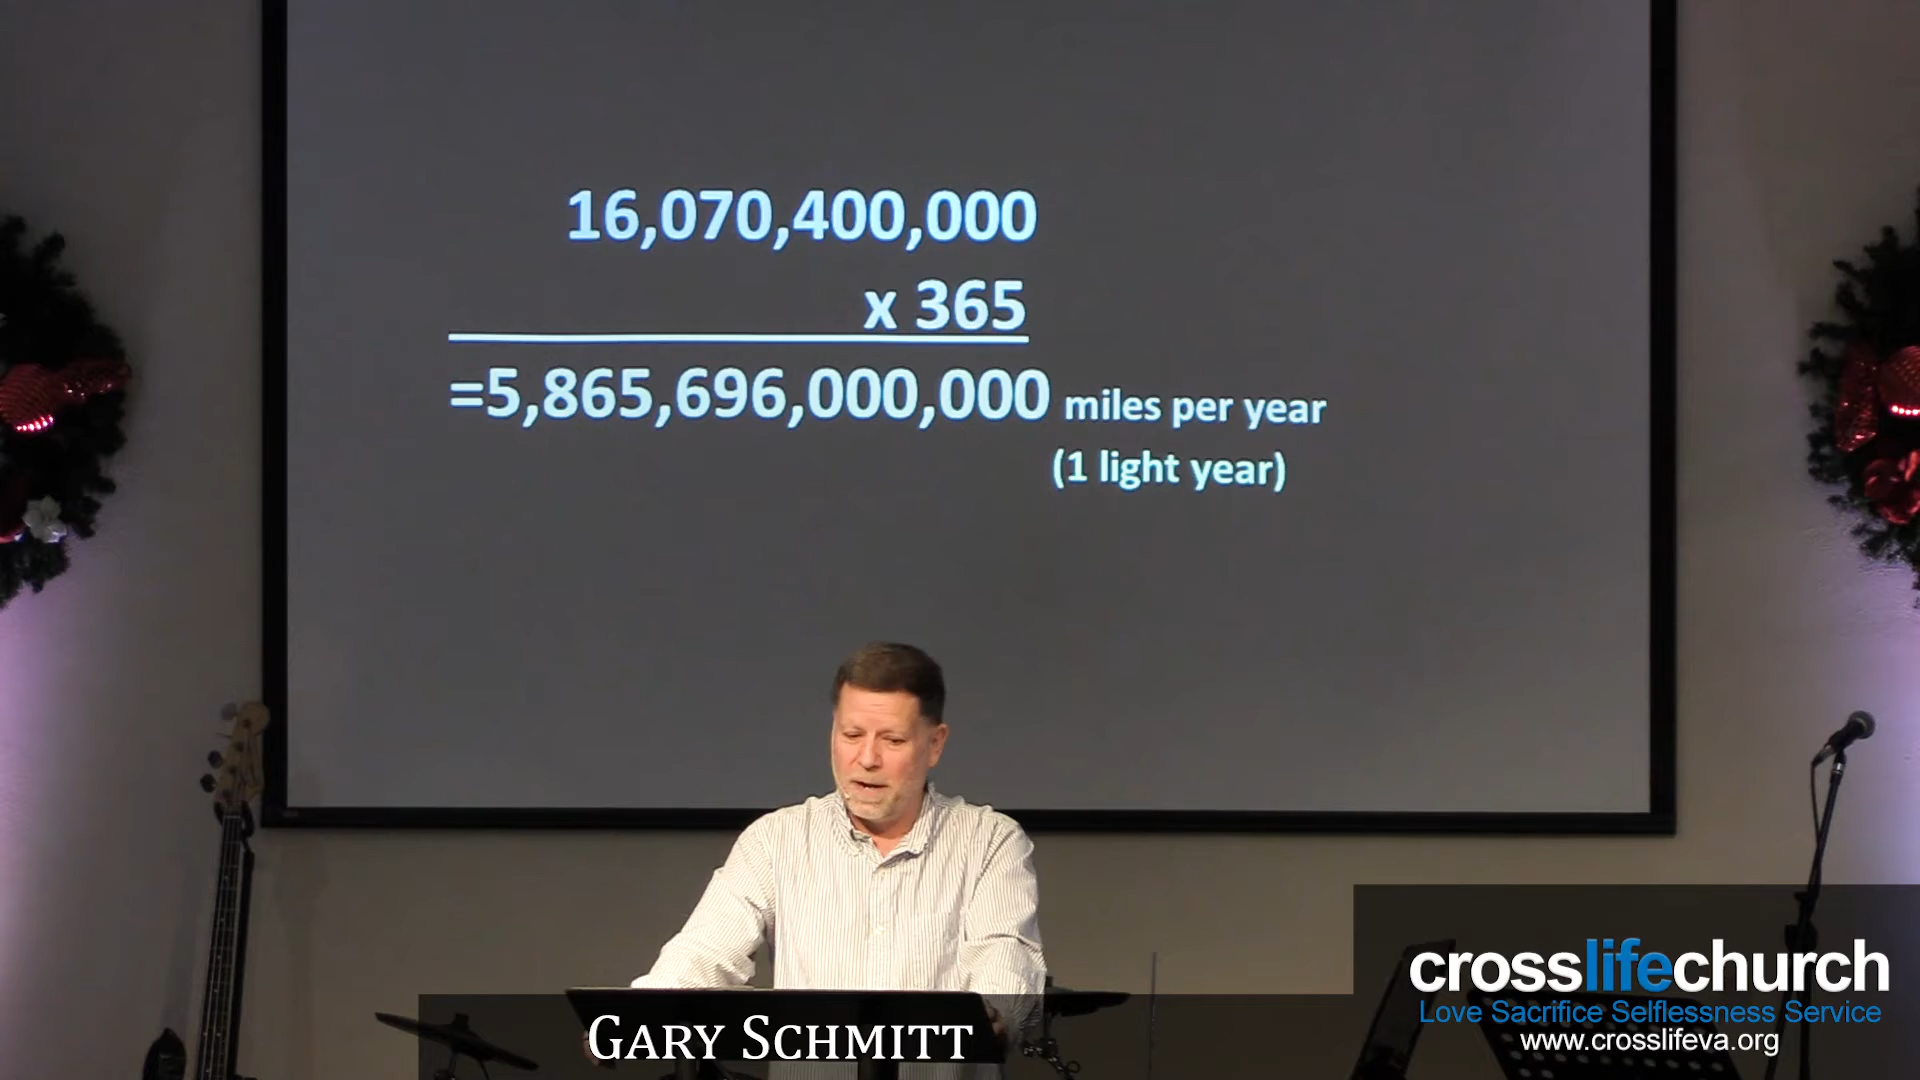 16,070,400,000
x 365
=5,865,696,000,000 miles per year
(1 light year)
GARY SCHMITT
crosslifechurch
Love Sacrifice Selflessness Service
www.crosslifeva.org